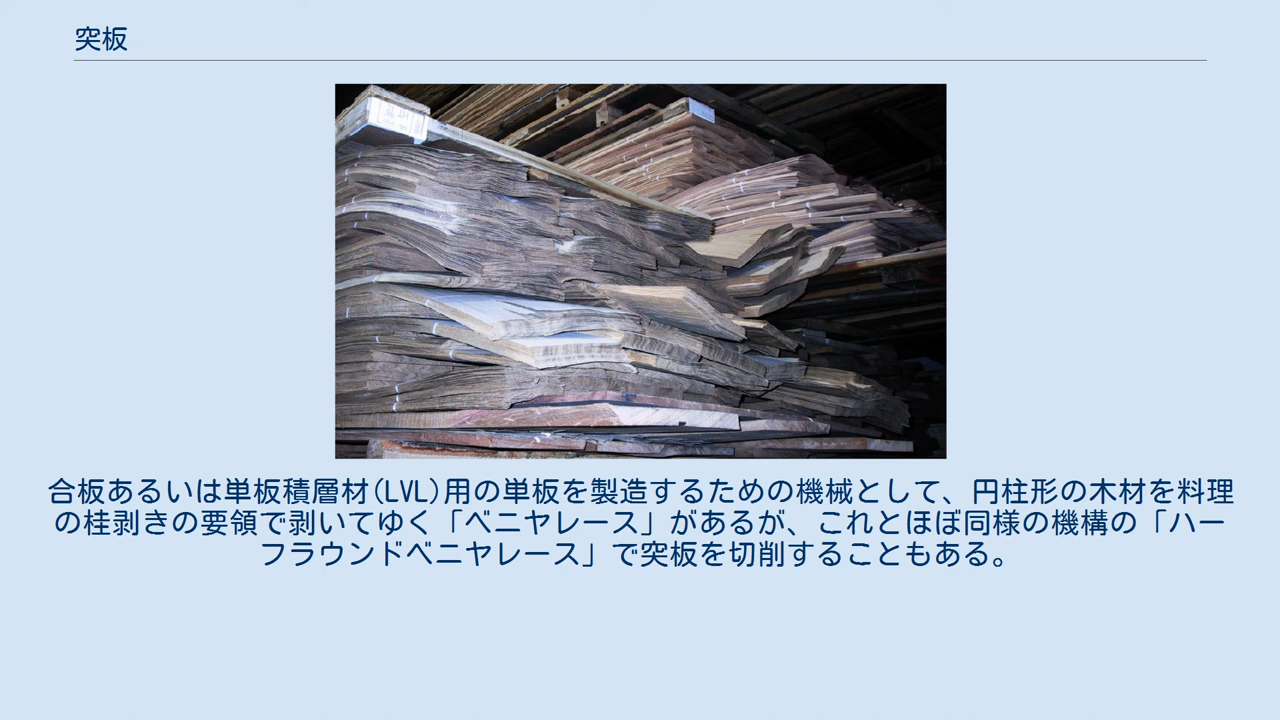 突板
合板あるいは単板積層材(LVL)用の単板を製造するための機械として、円柱形の木材を料理
の桂剥きの要領で剥いてゆく「ベニヤレース」があるが、これとほぼ同様の機構の「ハー
フラウンドベニヤレース」で突板を切削することもある。